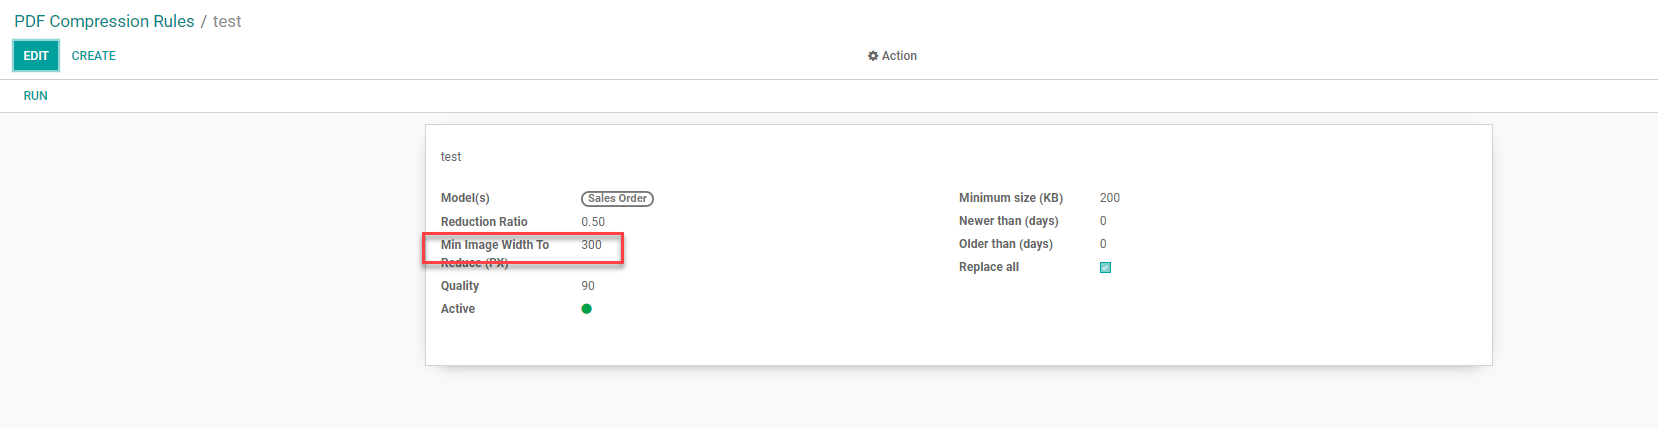 PDF Compression Rules / test
EDIT CREATE Action
RUN
test
Model(s) Sales Order
Reduction Ratio 0.50
Min Image Width To 300
Reduce (PX)
Quality 90
Active
Minimum size (KB) 200
Newer than (days) 0
Older than (days) 0
Replace all